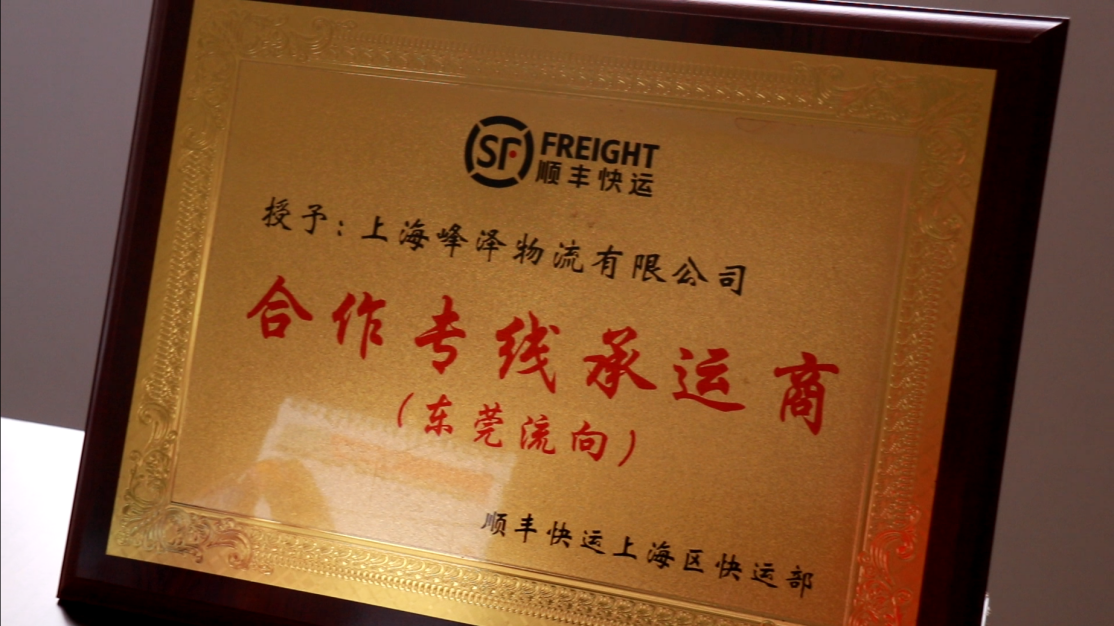 SF FREIGHT
顺丰快运
授予：上海峰泽物流有限公司
合作专线承运商
（东莞流向）
顺丰快运上海区快运部